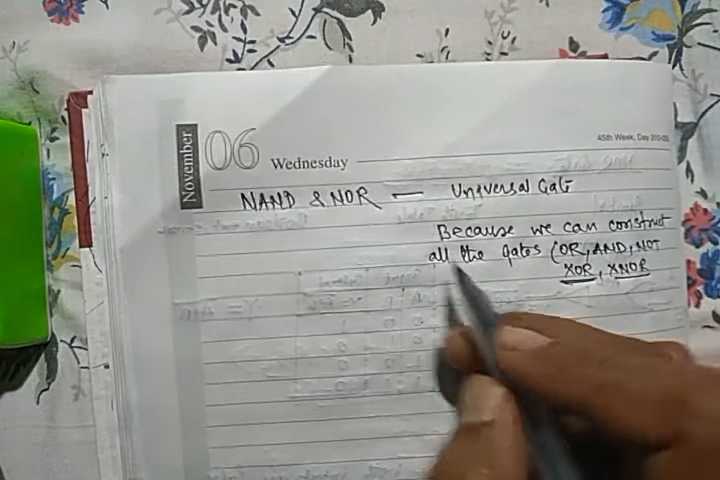 November
06
Wednesday
45th Week, Day
NAND & NOR — Universal Gate
Because we can construct
all the gates (OR, AND, NOT
XOR, XNOR